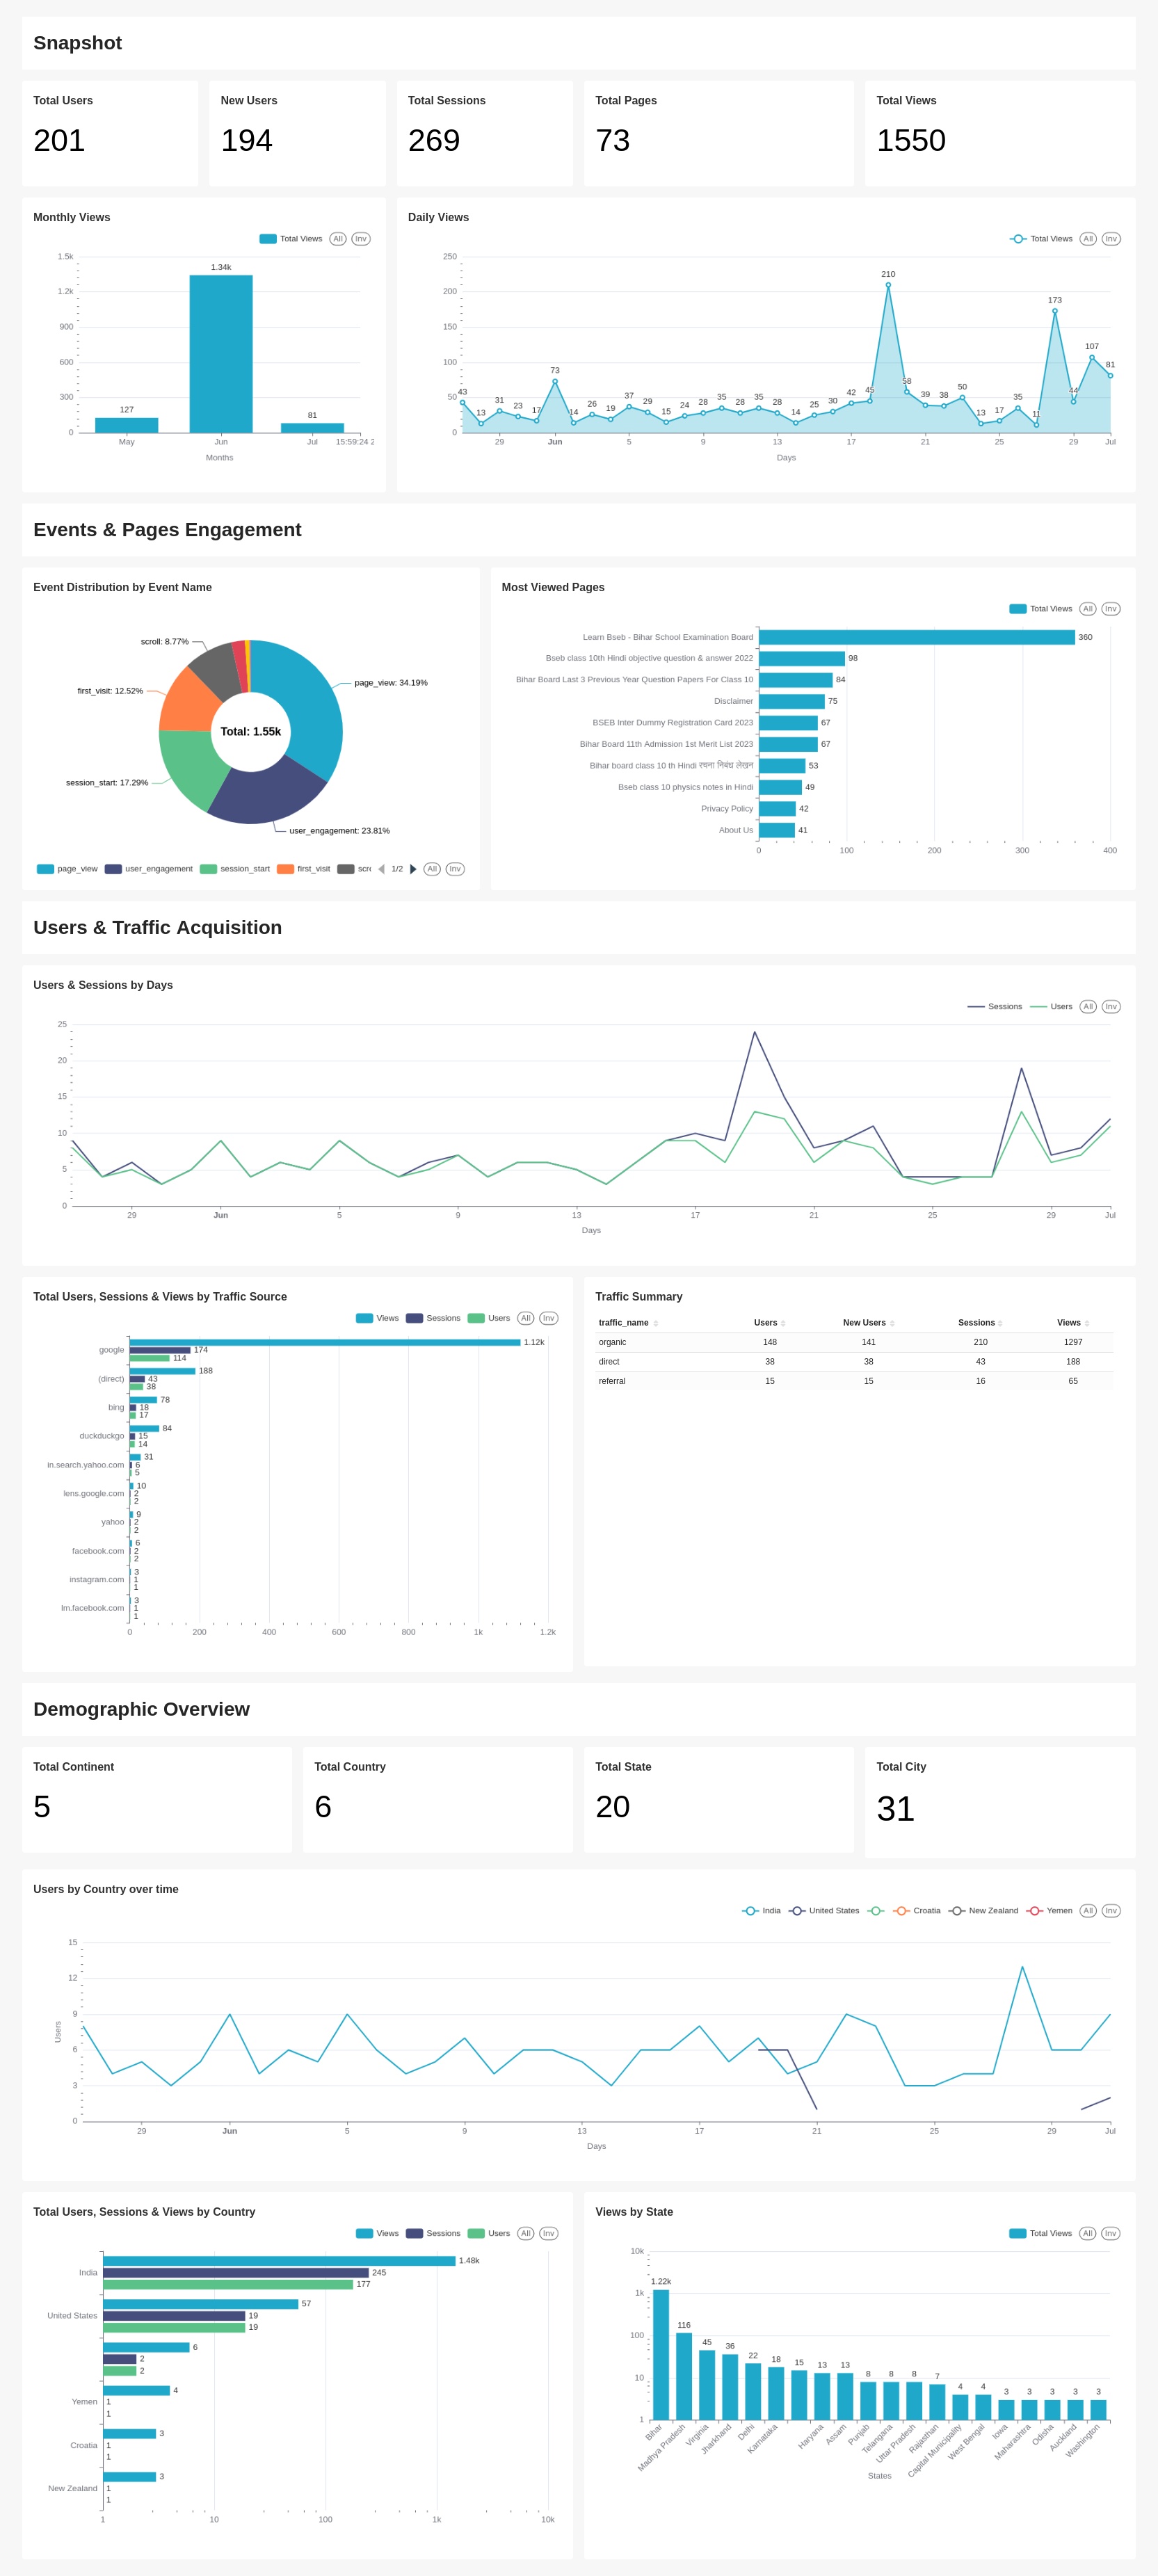 Snapshot
Total Users
201
New Users
194
Total Sessions
269
Total Pages
73
Total Views
1550
Monthly Views
Total Views All Inv
1.5k
1.2k
900
600
300
0
127
1.34k
81
May Jun Jul 15:59:24 2
Months
Daily Views
Total Views All Inv
250
200
150
100
50
0
43 13 31 23 17 73 14 26 19 37 29 15 24 28 35 28 35 28 14 25 30 42 45 210 58 39 38 50 13 17 35 11 173 44 107 81
29 Jun 5 9 13 17 21 25 29 Jul
Days
Events & Pages Engagement
Event Distribution by Event Name
scroll: 8.77%
page_view: 34.19%
first_visit: 12.52%
Total: 1.55k
session_start: 17.29%
user_engagement: 23.81%
page_view user_engagement session_start first_visit scr 1/2 All Inv
Most Viewed Pages
Total Views All Inv
Learn Bseb - Bihar School Examination Board 360
Bseb class 10th Hindi objective question & answer 2022 98
Bihar Board Last 3 Previous Year Question Papers For Class 10 84
Disclaimer 75
BSEB Inter Dummy Registration Card 2023 67
Bihar Board 11th Admission 1st Merit List 2023 67
Bihar board class 10 th Hindi रचना निबंध लेखन 53
Bseb class 10 physics notes in Hindi 49
Privacy Policy 42
About Us 41
0 100 200 300 400
Users & Traffic Acquisition
Users & Sessions by Days
Sessions Users All Inv
25
20
15
10
5
0
29 Jun 5 9 13 17 21 25 29 Jul
Days
Total Users, Sessions & Views by Traffic Source
Views Sessions Users All Inv
google 1.12k 174 114
(direct) 188 43 38
bing 78 18 17
duckduckgo 84 15 14
in.search.yahoo.com 31 6 5
lens.google.com 10 2 2
yahoo 9 2 2
facebook.com 6 2 2
instagram.com 3 1 1
lm.facebook.com 3 1 1
0 200 400 600 800 1k 1.2k
Traffic Summary
traffic_name Users New Users Sessions Views
organic 148 141 210 1297
direct 38 38 43 188
referral 15 15 16 65
Demographic Overview
Total Continent
5
Total Country
6
Total State
20
Total City
31
Users by Country over time
India United States Croatia New Zealand Yemen All Inv
15
12
9
6
3
0
Users
29 Jun 5 9 13 17 21 25 29 Jul
Days
Total Users, Sessions & Views by Country
Views Sessions Users All Inv
India 1.48k 245 177
United States 57 19 19
6 2 2
Yemen 4 1 1
Croatia 3 1 1
New Zealand 3 1 1
1 10 100 1k 10k
Views by State
Total Views All Inv
10k
1k
100
10
1
1.22k 116 45 36 22 18 15 13 13 8 8 8 7 4 4 3 3 3 3 3
Bihar Madhya Pradesh Virginia Jharkhand Delhi Karnataka Haryana Assam Punjab Telangana Uttar Pradesh Rajasthan Capital Municipality West Bengal Iowa Maharashtra Odisha Auckland Washington
States